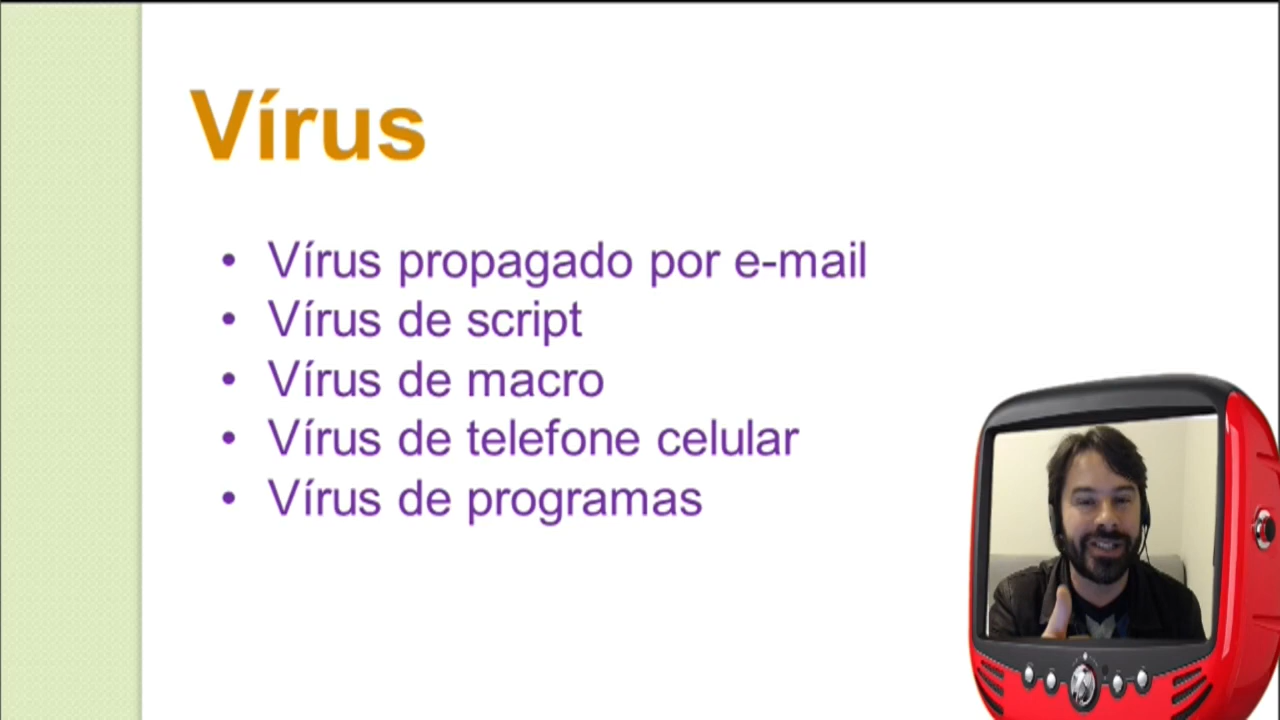 Vírus
• Vírus propagado por e-mail
• Vírus de script
• Vírus de macro
• Vírus de telefone celular
• Vírus de programas